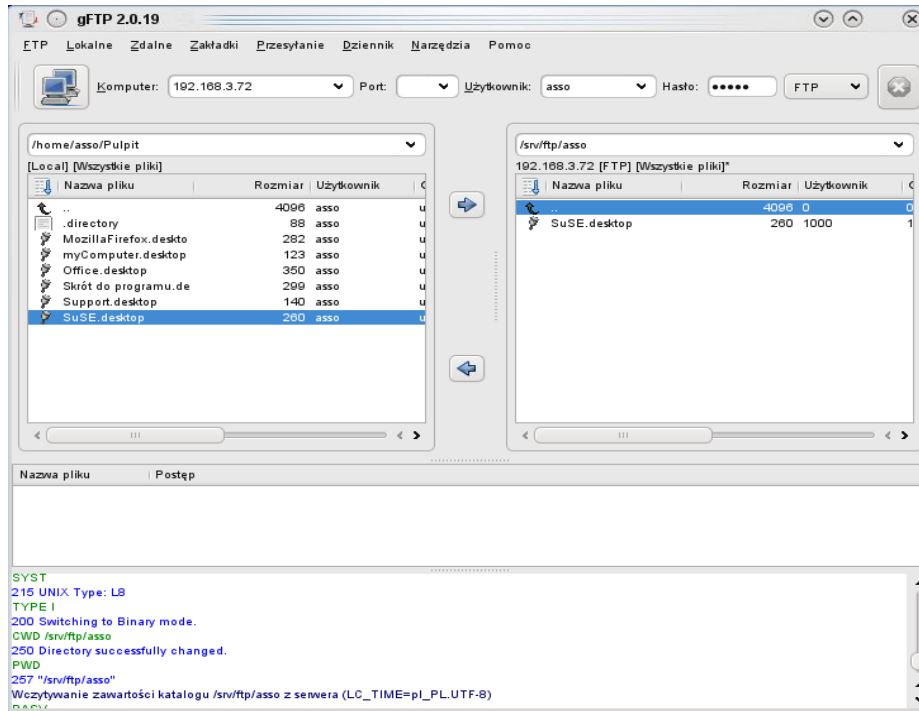 gFTP 2.0.19
FTP Lokalne Zdalne Zakładki Przesyłanie Dziennik Narzędzia Pomoc
Komputer: 192.168.3.72 Port: Użytkownik: asso Hasło: ●●●●● FTP
/home/asso/Pulpit
[Local] [Wszystkie pliki]
Nazwa pliku Rozmiar Użytkownik
.. 4096 asso u
.directory 88 asso u
MozillaFirefox.deskto 282 asso u
myComputer.desktop 123 asso u
Office.desktop 350 asso u
Skrót do programu.de 299 asso u
Support.desktop 140 asso u
SuSE.desktop 260 asso u
/srv/ftp/asso
192.168.3.72 [FTP] [Wszystkie pliki]*
Nazwa pliku Rozmiar Użytkownik
.. 4096 0 0
SuSE.desktop 260 1000 1
Nazwa pliku Postęp
SYST
215 UNIX Type: L8
TYPE I
200 Switching to Binary mode.
CWD /srv/ftp/asso
250 Directory successfully changed.
PWD
257 "/srv/ftp/asso"
Wczytywanie zawartości katalogu /srv/ftp/asso z serwera (LC_TIME=pl_PL.UTF-8)